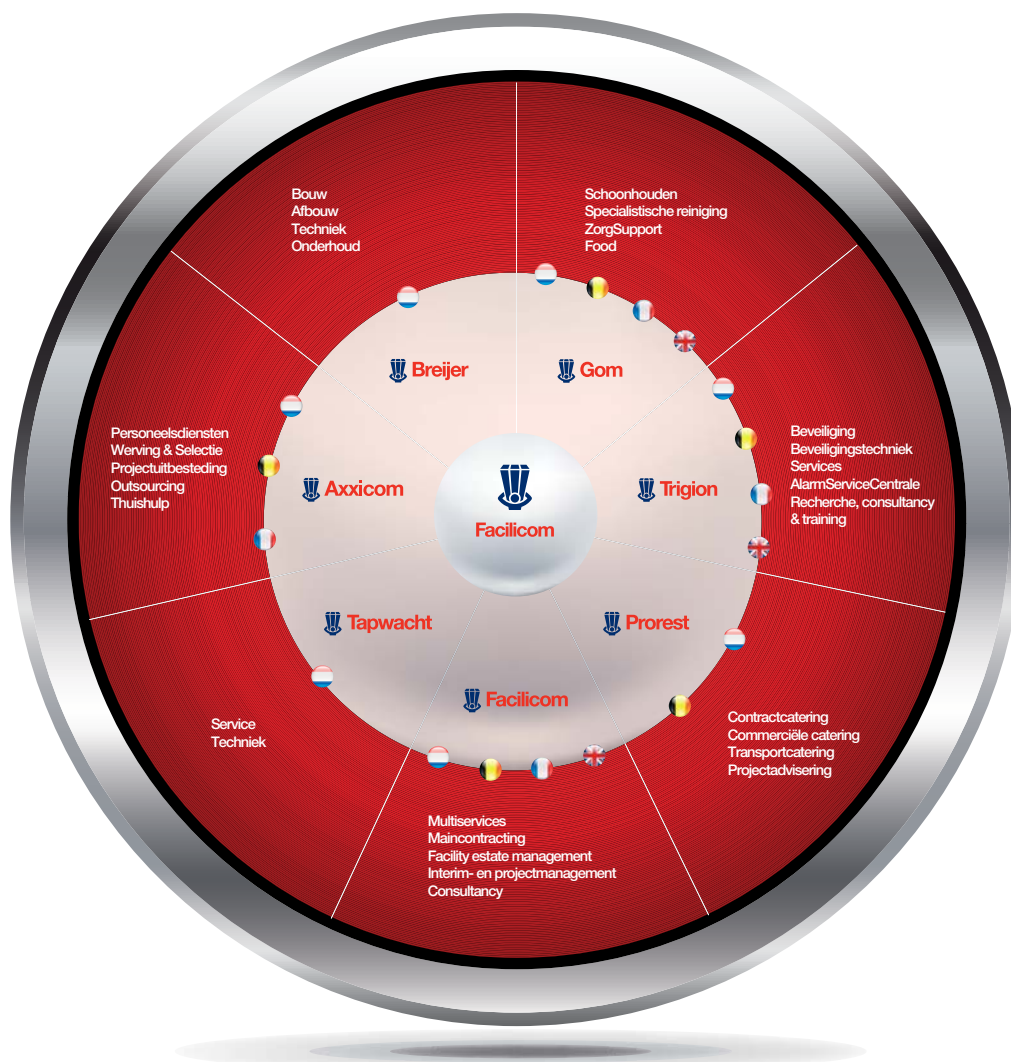 Bouw
Afbouw
Techniek
Onderhoud
Schoonhouden
Specialistische reiniging
ZorgSupport
Food
Breijer
Gom
Personeelsdiensten
Werving & Selectie
Projectuitbesteding
Outsourcing
Thuishulp
Axxicom
Facilicom
Trigion
Beveiliging
Beveiligingstechniek
Services
AlarmServiceCentrale
Recherche, consultancy
& training
Tapwacht
Prorest
Facilicom
Service
Techniek
Contractcatering
Commerciële catering
Transportcatering
Projectadvisering
Multiservices
Maincontracting
Facility estate management
Interim- en projectmanagement
Consultancy